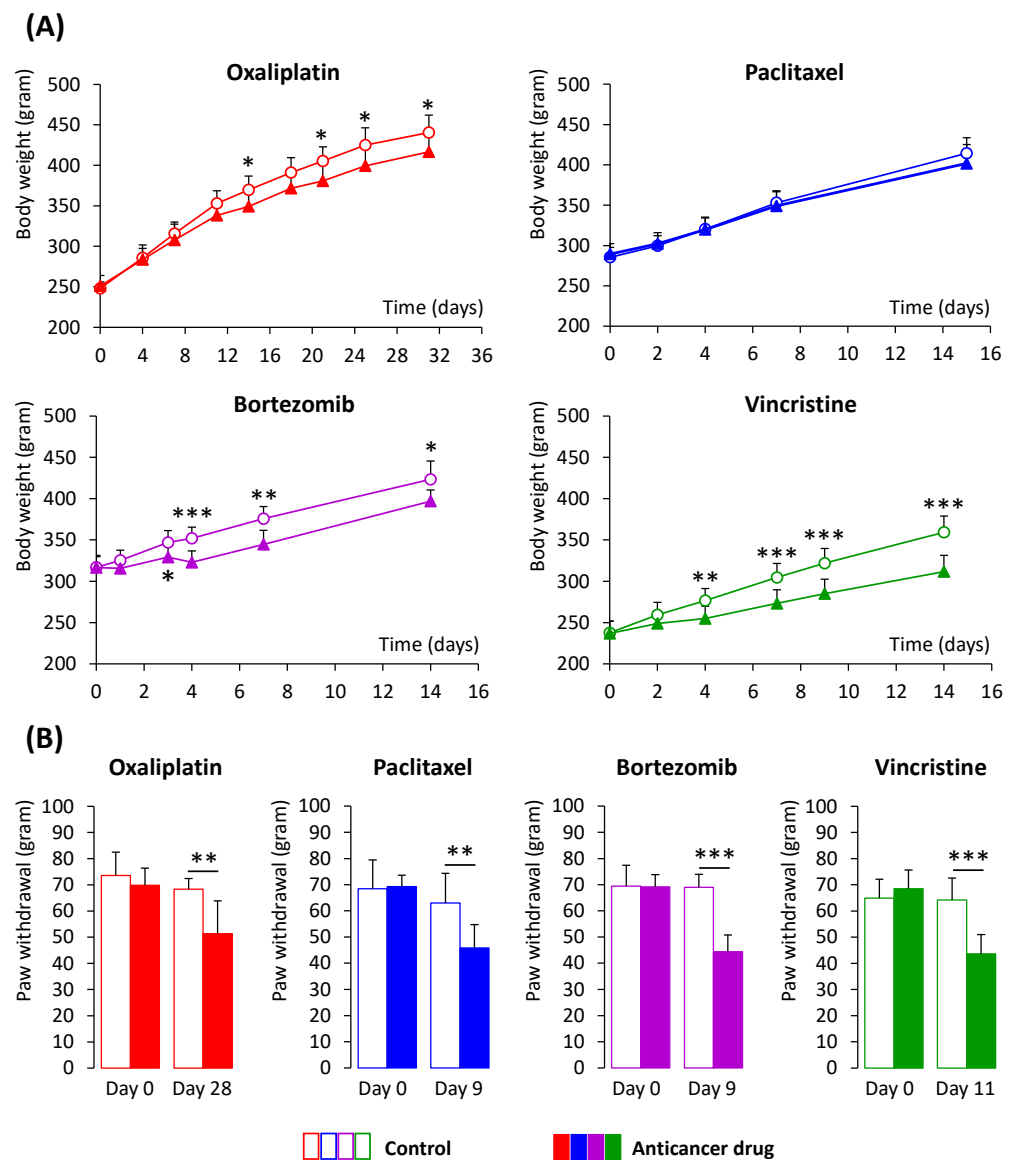 (A)
Oxaliplatin
Body weight (gram)
500
450
400
350
300
250
200
* * * *
Time (days)
0 4 8 12 16 20 24 28 32 36
Paclitaxel
Body weight (gram)
500
450
400
350
300
250
200
Time (days)
0 2 4 6 8 10 12 14 16
Bortezomib
Body weight (gram)
500
450
400
350
300
250
200
* *** ** *
Time (days)
0 2 4 6 8 10 12 14 16
Vincristine
Body weight (gram)
500
450
400
350
300
250
200
** *** *** ***
Time (days)
0 2 4 6 8 10 12 14 16
(B)
Oxaliplatin
Paw withdrawal (gram)
100
90
80
70
60
50
40
30
20
10
0
**
Day 0 Day 28
Paclitaxel
Paw withdrawal (gram)
100
90
80
70
60
50
40
30
20
10
0
**
Day 0 Day 9
Bortezomib
Paw withdrawal (gram)
100
90
80
70
60
50
40
30
20
10
0
***
Day 0 Day 9
Vincristine
Paw withdrawal (gram)
100
90
80
70
60
50
40
30
20
10
0
***
Day 0 Day 11
Control
Anticancer drug